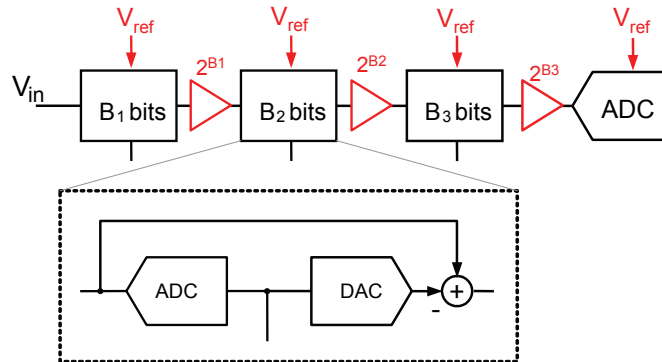 Vref Vref Vref Vref
Vin B1 bits 2B1 B2 bits 2B2 B3 bits 2B3 ADC
ADC DAC +
-